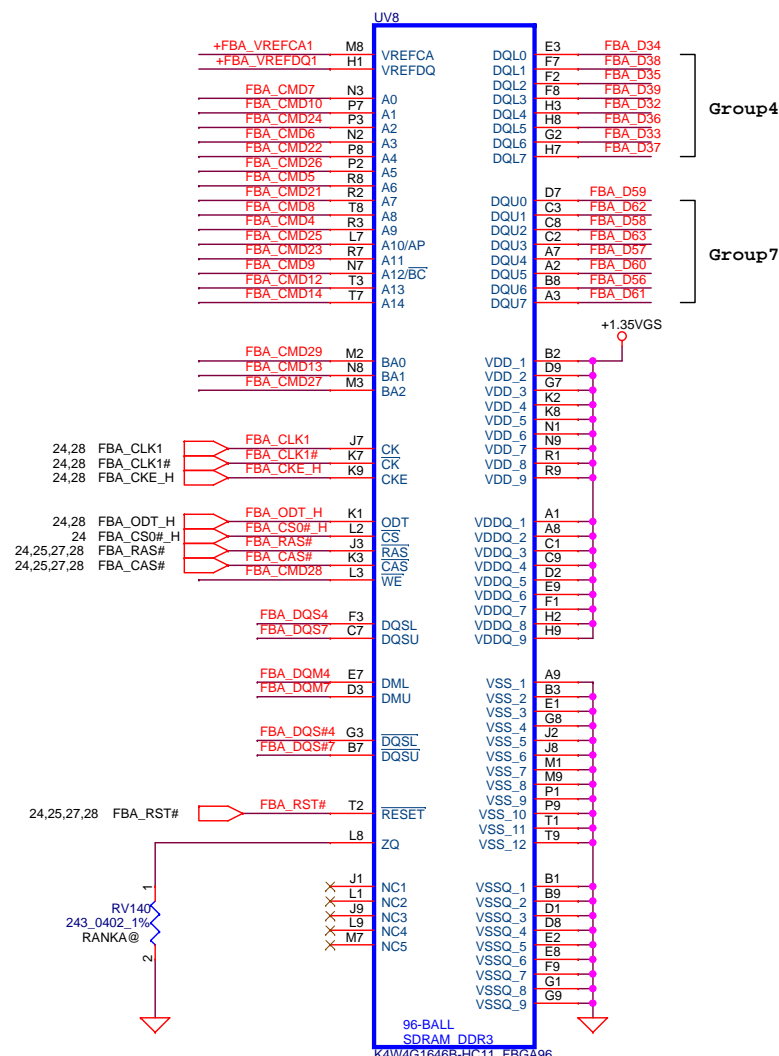 UV8
+FBA_VREFCA1 M8 VREFCA DQL0 E3 FBA_D34
+FBA_VREFDQ1 H1 VREFDQ DQL1 F7 FBA_D38
DQL2 F2 FBA_D35
FBA_CMD7 N3 A0 DQL3 F8 FBA_D39
FBA_CMD10 P7 A1 DQL4 H3 FBA_D32
FBA_CMD24 P3 A2 DQL5 H8 FBA_D36
FBA_CMD6 N2 A3 DQL6 G2 FBA_D33
FBA_CMD22 P8 A4 DQL7 H7 FBA_D37
Group4
FBA_CMD26 P2 A5
FBA_CMD5 R8 A6
FBA_CMD21 R2 A7 DQU0 D7 FBA_D59
FBA_CMD8 T8 A8 DQU1 C3 FBA_D62
FBA_CMD4 R3 A9 DQU2 C8 FBA_D58
FBA_CMD25 L7 A10/AP DQU3 C2 FBA_D63
FBA_CMD23 R7 A11 DQU4 A7 FBA_D57
FBA_CMD9 N7 A12/BC DQU5 A2 FBA_D60
FBA_CMD12 T3 A13 DQU6 B8 FBA_D56
FBA_CMD14 T7 A14 DQU7 A3 FBA_D61
Group7
+1.35VGS
FBA_CMD29 M2 BA0 VDD_1 B2
FBA_CMD13 N8 BA1 VDD_2 D9
FBA_CMD27 M3 BA2 VDD_3 G7
VDD_4 K2
VDD_5 K8
VDD_6 N1
24,28 FBA_CLK1 FBA_CLK1 J7 CK VDD_7 N9
24,28 FBA_CLK1# FBA_CLK1# K7 CK VDD_8 R1
24,28 FBA_CKE_H FBA_CKE_H K9 CKE VDD_9 R9
24,28 FBA_ODT_H FBA_ODT_H K1 ODT VDDQ_1 A1
24 FBA_CS0#_H FBA_CS0#_H L2 CS VDDQ_2 A8
24,25,27,28 FBA_RAS# FBA_RAS# J3 RAS VDDQ_3 C1
24,25,27,28 FBA_CAS# FBA_CAS# K3 CAS VDDQ_4 C9
FBA_CMD28 L3 WE VDDQ_5 D2
VDDQ_6 E9
VDDQ_7 F1
FBA_DQS4 F3 DQSL VDDQ_8 H2
FBA_DQS7 C7 DQSU VDDQ_9 H9
FBA_DQM4 E7 DML VSS_1 A9
FBA_DQM7 D3 DMU VSS_2 B3
VSS_3 E1
VSS_4 G8
FBA_DQS#4 G3 DQSL VSS_5 J2
FBA_DQS#7 B7 DQSU VSS_6 J8
VSS_7 M1
VSS_8 M9
VSS_9 P1
24,25,27,28 FBA_RST# FBA_RST# T2 RESET VSS_10 P9
VSS_11 T1
L8 ZQ VSS_12 T9
J1 NC1 VSSQ_1 B1
L1 NC2 VSSQ_2 B9
J9 NC3 VSSQ_3 D1
L9 NC4 VSSQ_4 D8
M7 NC5 VSSQ_5 E2
VSSQ_6 E8
VSSQ_7 F9
VSSQ_8 G1
VSSQ_9 G9
1
RV140
243_0402_1%
RANKA@
2
96-BALL
SDRAM_DDR3
K4W4G1646B-HC11_FBGA96